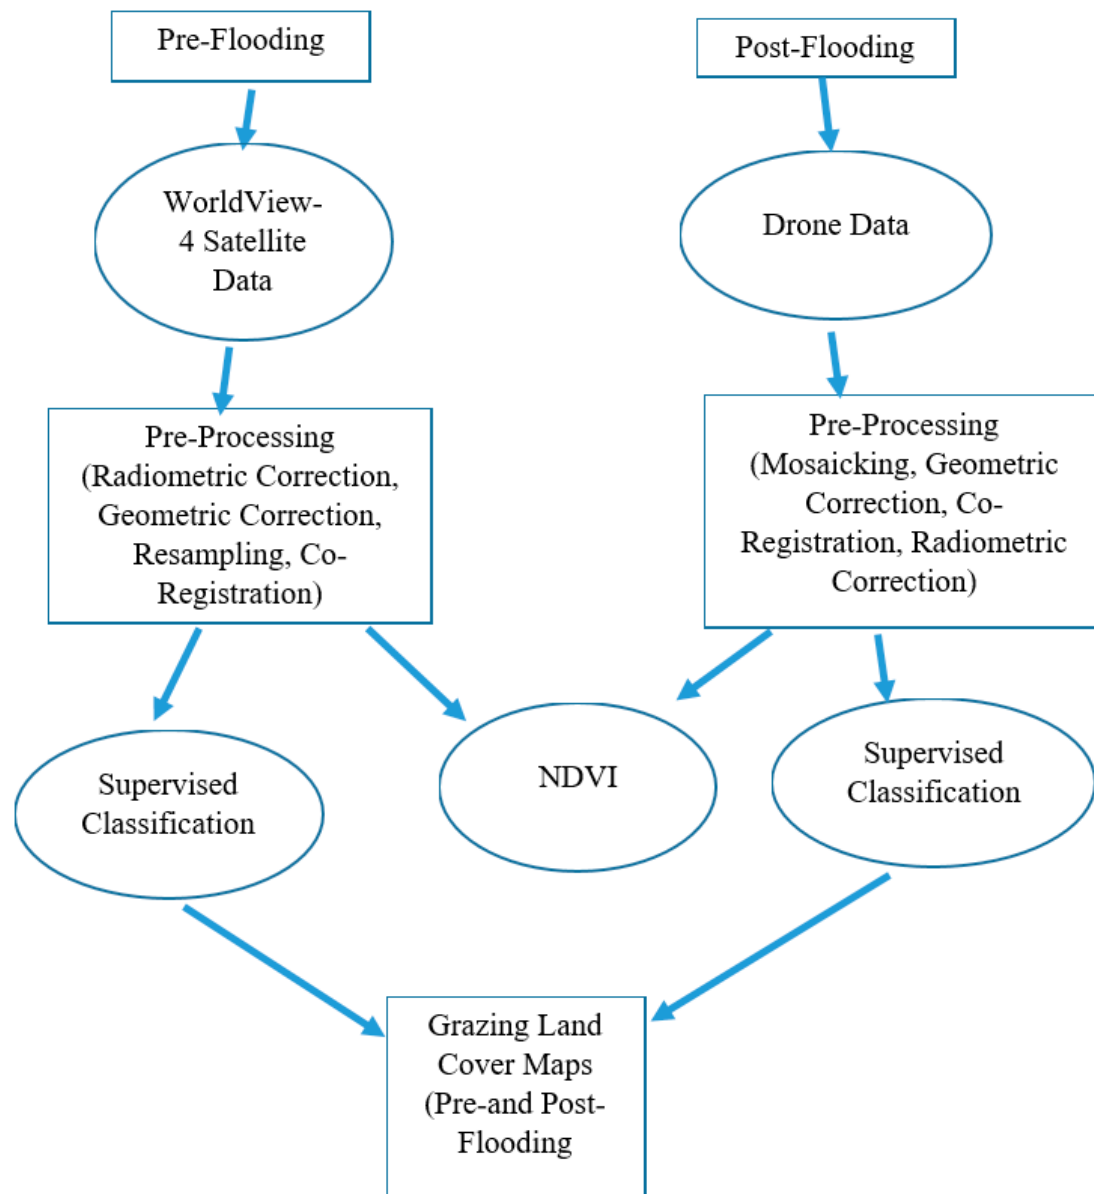 Pre-Flooding
Post-Flooding
WorldView-
4 Satellite
Data
Drone Data
Pre-Processing
(Radiometric Correction,
Geometric Correction,
Resampling, Co-
Registration)
Pre-Processing
(Mosaicking, Geometric
Correction, Co-
Registration, Radiometric
Correction)
Supervised
Classification
NDVI
Supervised
Classification
Grazing Land
Cover Maps
(Pre-and Post-
Flooding